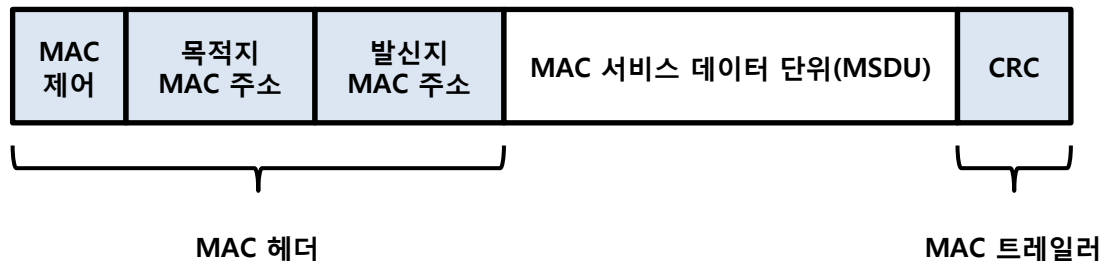 MAC
제어
목적지
MAC 주소
발신지
MAC 주소
MAC 서비스 데이터 단위(MSDU)
CRC
MAC 헤더
MAC 트레일러